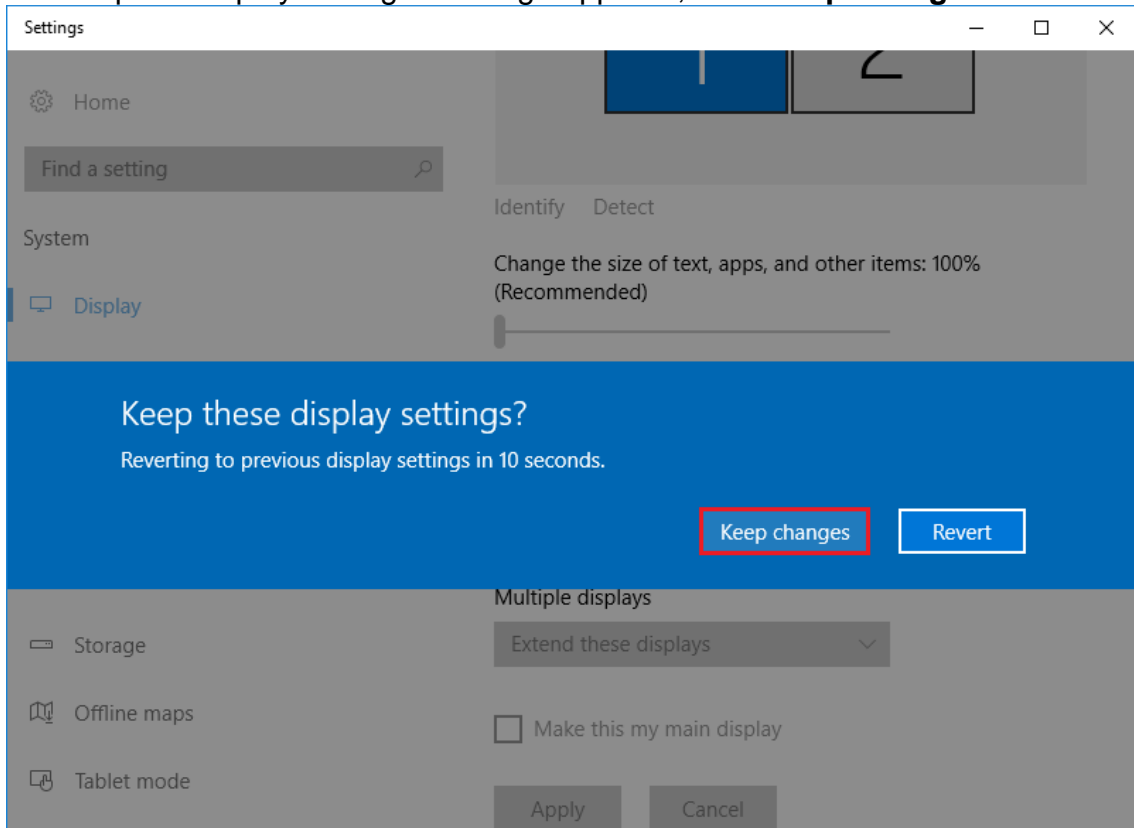 Settings
1
2
Home
Find a setting
Identify Detect
System
Change the size of text, apps, and other items: 100%
(Recommended)
Display
Keep these display settings?
Reverting to previous display settings in 10 seconds.
Keep changes Revert
Multiple displays
Storage
Extend these displays
Offline maps
Make this my main display
Tablet mode
Apply Cancel